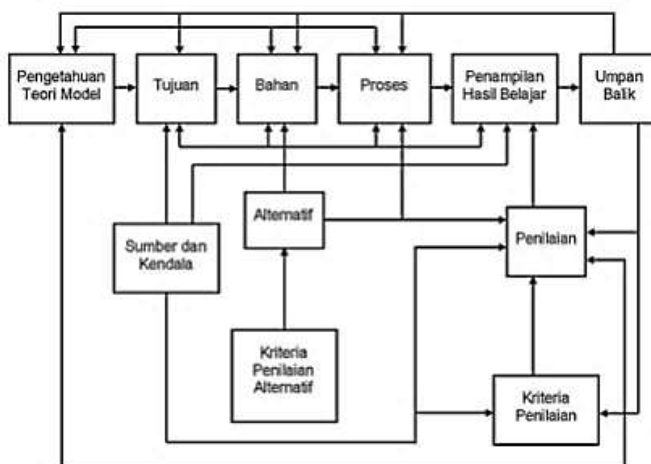 Pengetahuan
Teori Model
Tujuan
Bahan
Proses
Penampilan
Hasil Belajar
Umpan
Balik
Sumber dan
Kendala
Alternatif
Penilaian
Kriteria
Penilaian
Alternatif
Kriteria
Penilaian